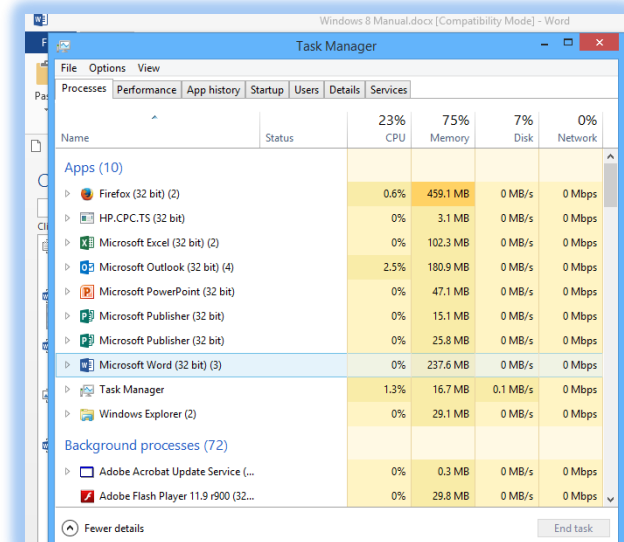 Windows 8 Manual.docx [Compatibility Mode] - Word
F
Task Manager
File Options View
Pas
Processes Performance App history Startup Users Details Services
23% 75% 7% 0%
Name Status CPU Memory Disk Network
Apps (10)
Firefox (32 bit) (2) 0.6% 459.1 MB 0 MB/s 0 Mbps
HP.CPC.TS (32 bit) 0% 3.1 MB 0 MB/s 0 Mbps
Cli
Microsoft Excel (32 bit) (2) 0% 102.3 MB 0 MB/s 0 Mbps
Microsoft Outlook (32 bit) (4) 2.5% 180.9 MB 0 MB/s 0 Mbps
Microsoft PowerPoint (32 bit) 0% 47.1 MB 0 MB/s 0 Mbps
Microsoft Publisher (32 bit) 0% 15.1 MB 0 MB/s 0 Mbps
Microsoft Publisher (32 bit) 0% 25.8 MB 0 MB/s 0 Mbps
Microsoft Word (32 bit) (3) 0% 237.6 MB 0 MB/s 0 Mbps
Task Manager 1.3% 16.7 MB 0.1 MB/s 0 Mbps
Windows Explorer (2) 0% 29.1 MB 0 MB/s 0 Mbps
Background processes (72)
Adobe Acrobat Update Service (... 0% 0.3 MB 0 MB/s 0 Mbps
Adobe Flash Player 11.9 r900 (32... 0% 29.8 MB 0 MB/s 0 Mbps
Fewer details End task